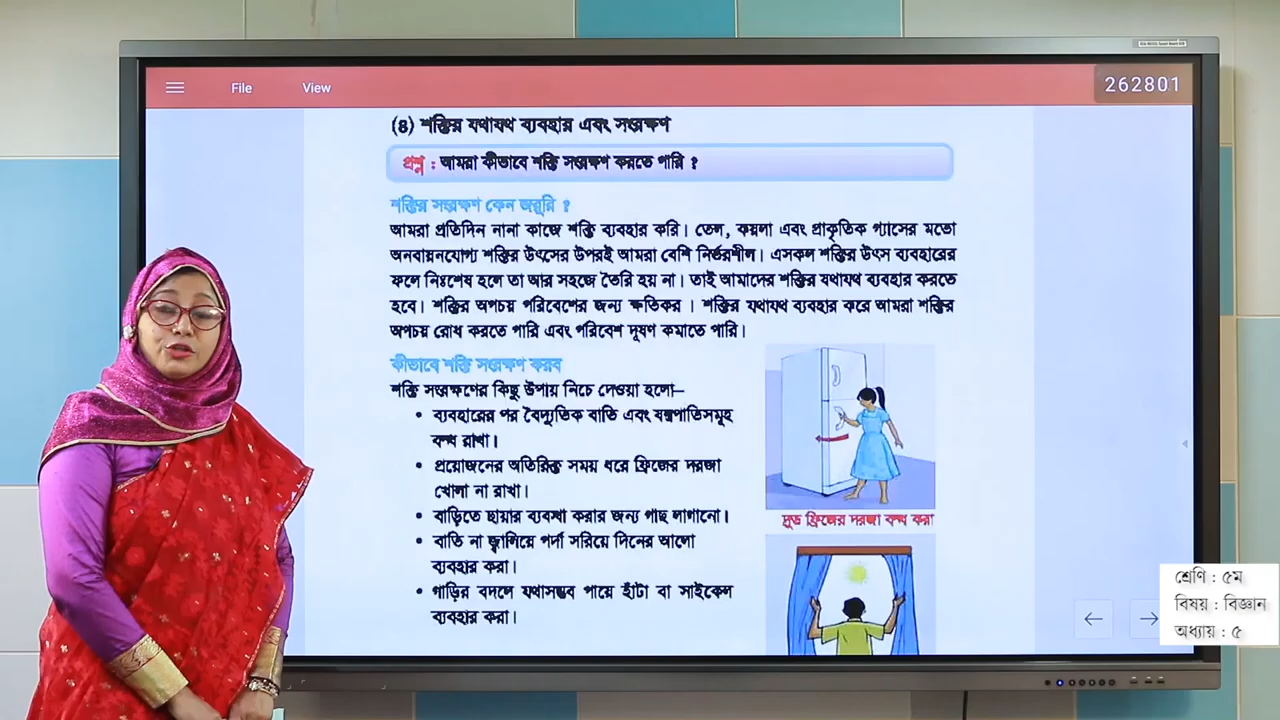 File View
262801
(৪) শক্তির যথাযথ ব্যবহার এবং সংরক্ষণ
প্রশ্ন : আমরা কীভাবে শক্তি সংরক্ষণ করতে পারি ?
শক্তির সংরক্ষণ কেন জরুরি ?
আমরা প্রতিদিন নানা কাজে শক্তি ব্যবহার করি। তেল, কয়লা এবং প্রাকৃতিক গ্যাসের মতো
অনবায়নযোগ্য শক্তির উৎসের উপরই আমরা বেশি নির্ভরশীল। এসকল শক্তির উৎস ব্যবহারের
ফলে নিঃশেষ হলে তা আর সহজে তৈরি হয় না। তাই আমাদের শক্তির যথাযথ ব্যবহার করতে
হবে। শক্তির অপচয় পরিবেশের জন্য ক্ষতিকর । শক্তির যথাযথ ব্যবহার করে আমরা শক্তির
অপচয় রোধ করতে পারি এবং পরিবেশ দূষণ কমাতে পারি।
কীভাবে শক্তি সংরক্ষণ করব
শক্তি সংরক্ষণের কিছু উপায় নিচে দেওয়া হলো–
• ব্যবহারের পর বৈদ্যুতিক বাতি এবং যন্ত্রপাতিসমূহ
বন্ধ রাখা।
• প্রয়োজনের অতিরিক্ত সময় ধরে ফ্রিজের দরজা
খোলা না রাখা।
• বাড়িতে ছায়ার ব্যবস্থা করার জন্য গাছ লাগানো।
• বাতি না জ্বালিয়ে পর্দা সরিয়ে দিনের আলো
ব্যবহার করা।
• গাড়ির বদলে যথাসম্ভব পায়ে হাঁটা বা সাইকেল
ব্যবহার করা।
দ্রুত ফ্রিজের দরজা বন্ধ করা
শ্রেণি : ৫ম
বিষয় : বিজ্ঞান
অধ্যায় : ৫